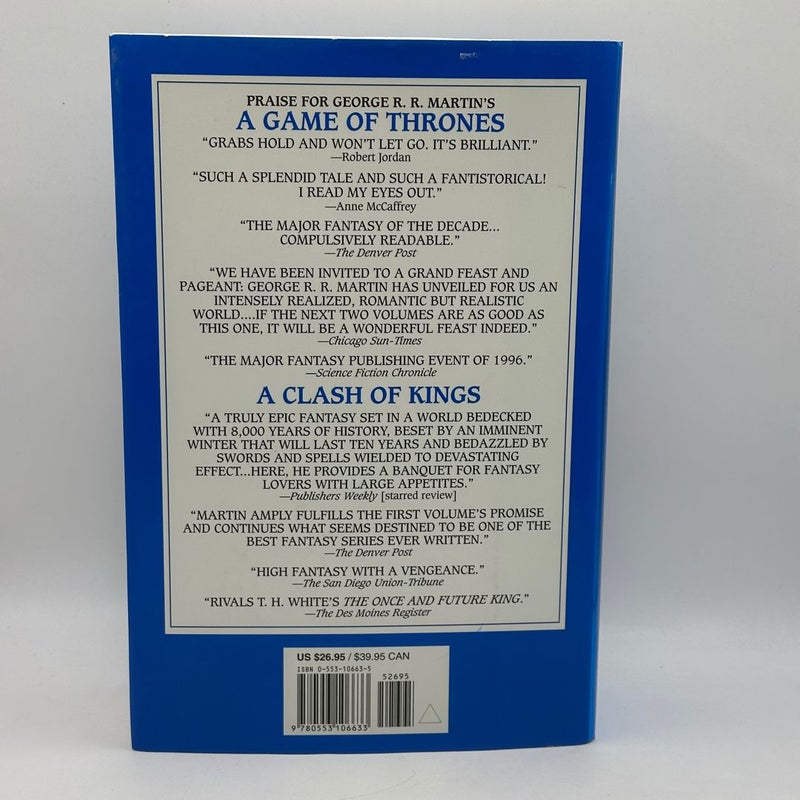 PRAISE FOR GEORGE R. R. MARTIN'S
A GAME OF THRONES
“GRABS HOLD AND WON'T LET GO. IT'S BRILLIANT.”
—Robert Jordan
“SUCH A SPLENDID TALE AND SUCH A FANTISTORICAL!
I READ MY EYES OUT.”
—Anne McCaffrey
“THE MAJOR FANTASY OF THE DECADE...
COMPULSIVELY READABLE.”
—The Denver Post
“WE HAVE BEEN INVITED TO A GRAND FEAST AND
PAGEANT: GEORGE R. R. MARTIN HAS UNVEILED FOR US AN
INTENSELY REALIZED, ROMANTIC BUT REALISTIC
WORLD....IF THE NEXT TWO VOLUMES ARE AS GOOD AS
THIS ONE, IT WILL BE A WONDERFUL FEAST INDEED.”
—Chicago Sun-Times
“THE MAJOR FANTASY PUBLISHING EVENT OF 1996.”
—Science Fiction Chronicle
A CLASH OF KINGS
“A TRULY EPIC FANTASY SET IN A WORLD BEDECKED
WITH 8,000 YEARS OF HISTORY, BESET BY AN IMMINENT
WINTER THAT WILL LAST TEN YEARS AND BEDAZZLED BY
SWORDS AND SPELLS WIELDED TO DEVASTATING
EFFECT...HERE, HE PROVIDES A BANQUET FOR FANTASY
LOVERS WITH LARGE APPETITES.”
—Publishers Weekly [starred review]
“MARTIN AMPLY FULFILLS THE FIRST VOLUME'S PROMISE
AND CONTINUES WHAT SEEMS DESTINED TO BE ONE OF THE
BEST FANTASY SERIES EVER WRITTEN.”
—The Denver Post
“HIGH FANTASY WITH A VENGEANCE.”
—The San Diego Union-Tribune
“RIVALS T. H. WHITE'S THE ONCE AND FUTURE KING.”
—The Des Moines Register
US $26.95 / $39.95 CAN
ISBN 0-553-10663-5
52695
9 780553 106633